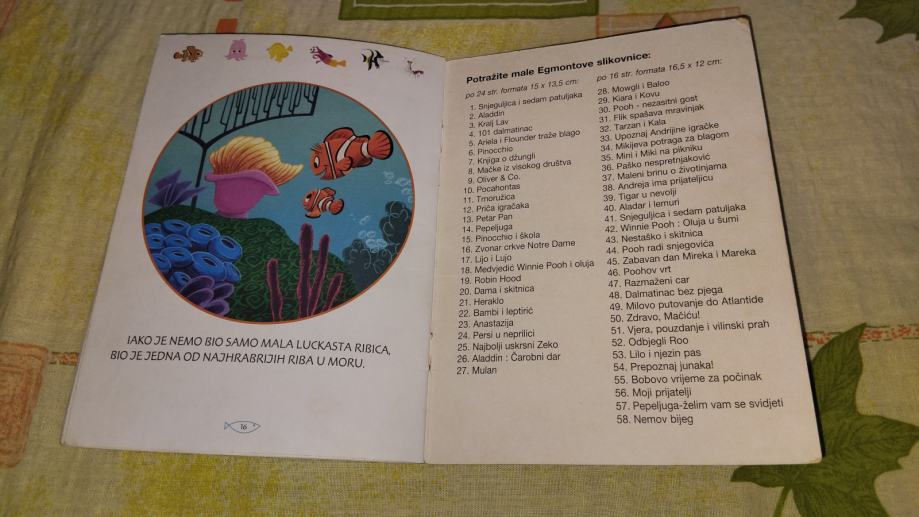 IAKO JE NEMO BIO SAMO MALA LUCKASTA RIBICA,
BIO JE JEDNA OD NAJHRABRIJIH RIBA U MORU.
16
Potražite male Egmontove slikovnice:
po 24 str. formata 15 x 13,5 cm:
1. Snjeguljica i sedam patuljaka
2. Aladdin
3. Kralj Lav
4. 101 dalmatinac
5. Ariela i Flounder traže blago
6. Pinocchio
7. Knjiga o džungli
8. Mačke iz visokog društva
9. Oliver & Co.
10. Pocahontas
11. Trnoružica
12. Priča igračaka
13. Petar Pan
14. Pepeljuga
15. Pinocchio i škola
16. Zvonar crkve Notre Dame
17. Lijo i Lujo
18. Medvjedić Winnie Pooh i oluja
19. Robin Hood
20. Dama i skitnica
21. Heraklo
22. Bambi i leptirić
23. Anastazija
24. Persi u neprilici
25. Najbolji uskrsni Zeko
26. Aladdin : Čarobni dar
27. Mulan
po 16 str. formata 16,5 x 12 cm:
28. Mowgli i Baloo
29. Kiara i Kovu
30. Pooh - nezasitni gost
31. Flik spašava mravinjak
32. Tarzan i Kala
33. Upoznaj Andrijine igračke
34. Mikijeva potraga za blagom
35. Mini i Miki na pikniku
36. Paško nespretnjaković
37. Maleni brinu o životinjama
38. Andreja ima prijateljicu
39. Tigar u nevolji
40. Aladar i lemuri
41. Snjeguljica i sedam patuljaka
42. Winnie Pooh : Oluja u šumi
43. Nestaško i skitnica
44. Pooh radi snjegovića
45. Zabavan dan Mireka i Mareka
46. Poohov vrt
47. Razmaženi car
48. Dalmatinac bez pjega
49. Milovo putovanje do Atlantide
50. Zdravo, Maćiću!
51. Vjera, pouzdanje i vilinski prah
52. Odbjegli Roo
53. Lilo i njezin pas
54. Prepoznaj junaka!
55. Bobovo vrijeme za počinak
56. Moji prijatelji
57. Pepeljuga-želim vam se svidjeti
58. Nemov bijeg